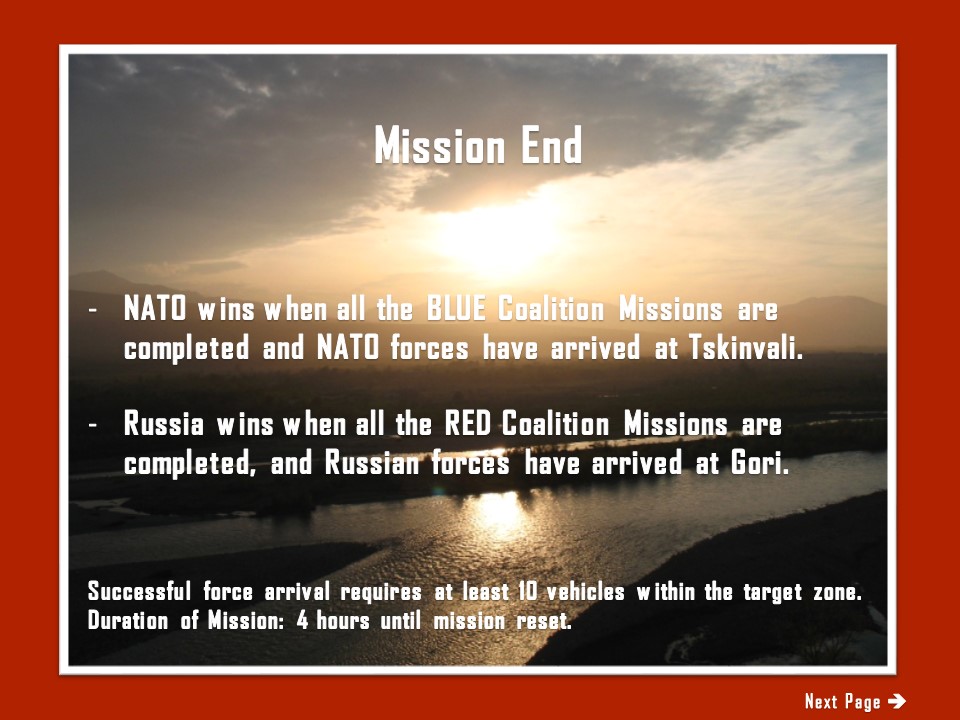 Mission End
- NATO wins when all the BLUE Coalition Missions are
completed and NATO forces have arrived at Tskinvali.
- Russia wins when all the RED Coalition Missions are
completed, and Russian forces have arrived at Gori.
Successful force arrival requires at least 10 vehicles within the target zone.
Duration of Mission: 4 hours until mission reset.
Next Page →